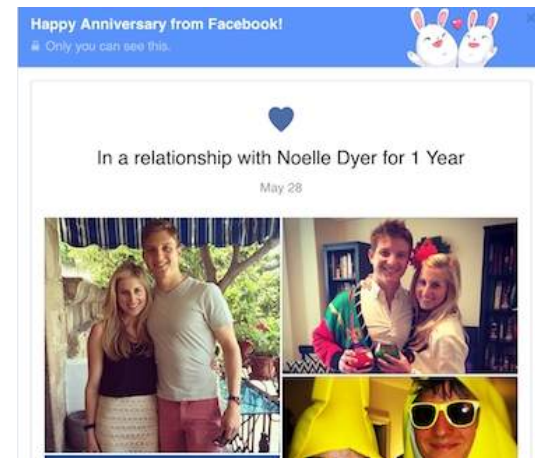 Happy Anniversary from Facebook!
Only you can see this.
In a relationship with Noelle Dyer for 1 Year
May 28